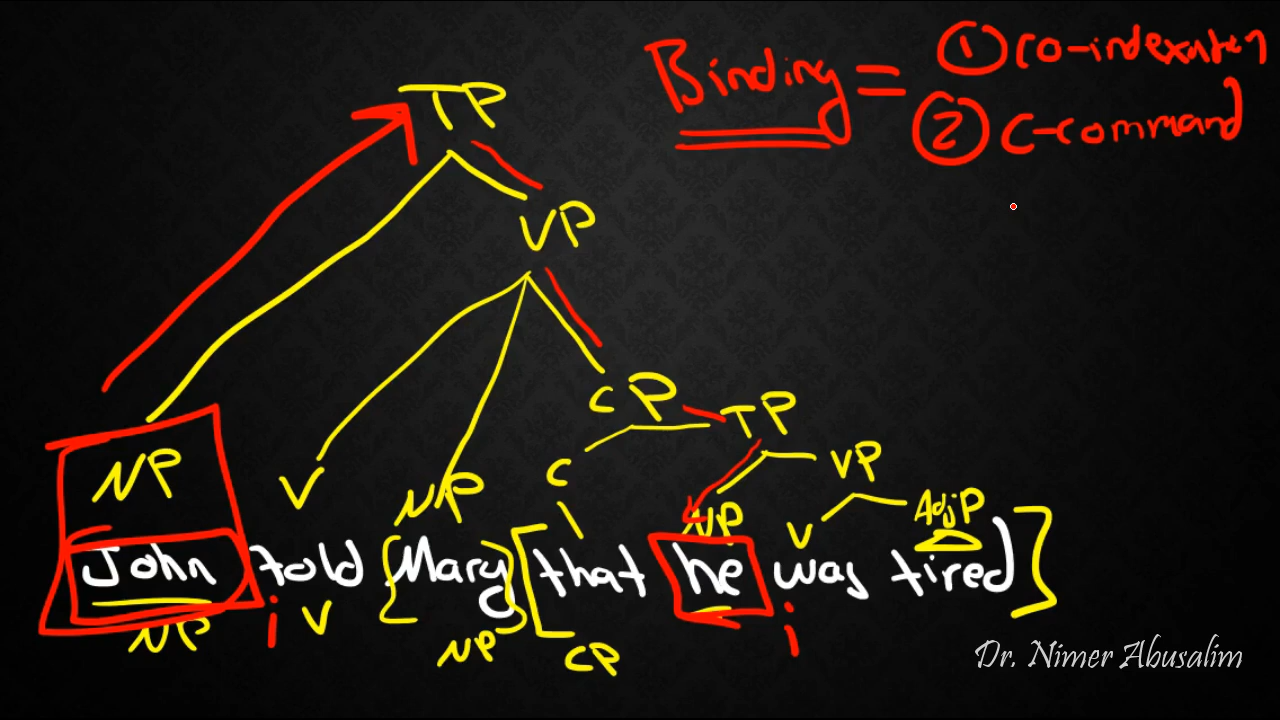 Binding = ① co-indexation
② C-command
TP
VP
CP TP
NP V NP C NP VP
V AdjP
John told [Mary] [that he was tired]
i i
NP V NP CP
Dr. Nimer Abusalim